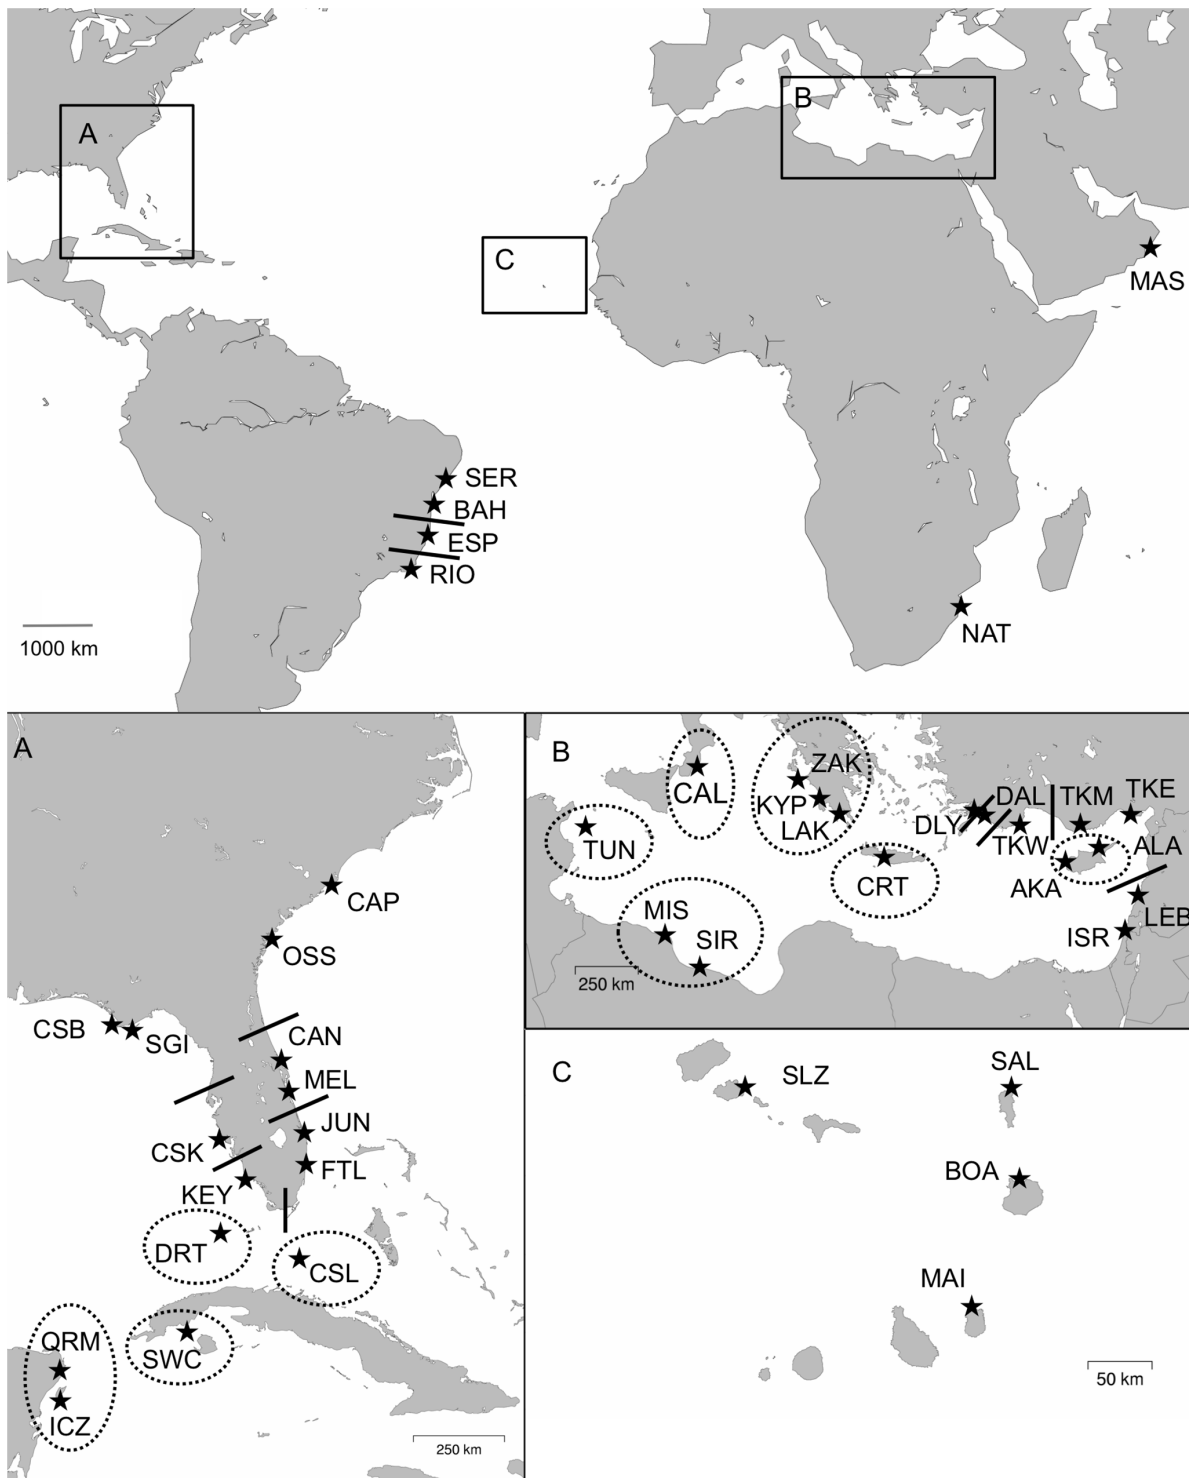 A
B
C
MAS
SER
BAH
ESP
RIO
NAT
1000 km
A
CAP
OSS
CSB
SGI
CAN
MEL
JUN
CSK
FTL
KEY
DRT
CSL
QRM
SWC
ICZ
250 km
B
ZAK
CAL
KYP
LAK
DAL
TKM
TKE
DLY
TKW
TUN
ALA
CRT
AKA
MIS
SIR
LEB
ISR
250 km
C
SLZ
SAL
BOA
MAI
50 km